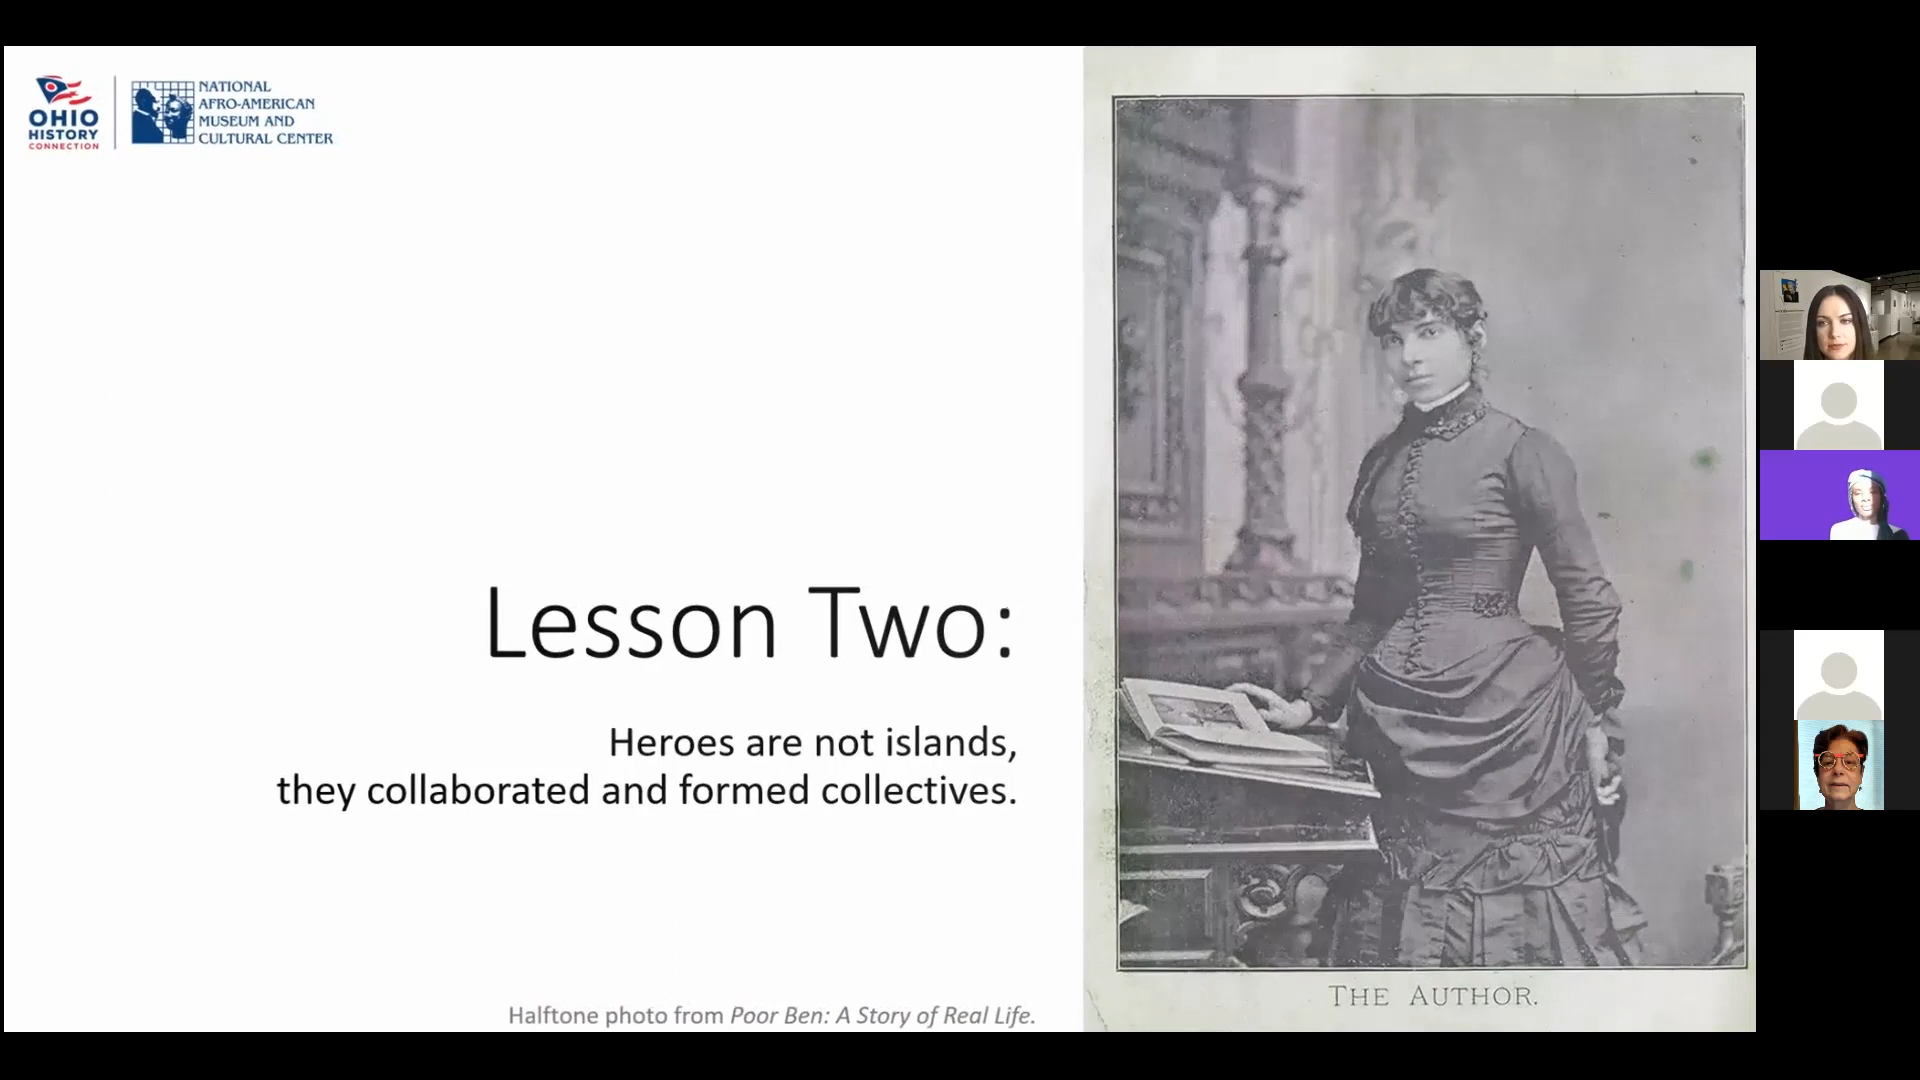 OHIO
HISTORY
CONNECTION
NATIONAL
AFRO-AMERICAN
MUSEUM AND
CULTURAL CENTER
Lesson Two:
Heroes are not islands,
they collaborated and formed collectives.
Halftone photo from Poor Ben: A Story of Real Life.
THE AUTHOR.